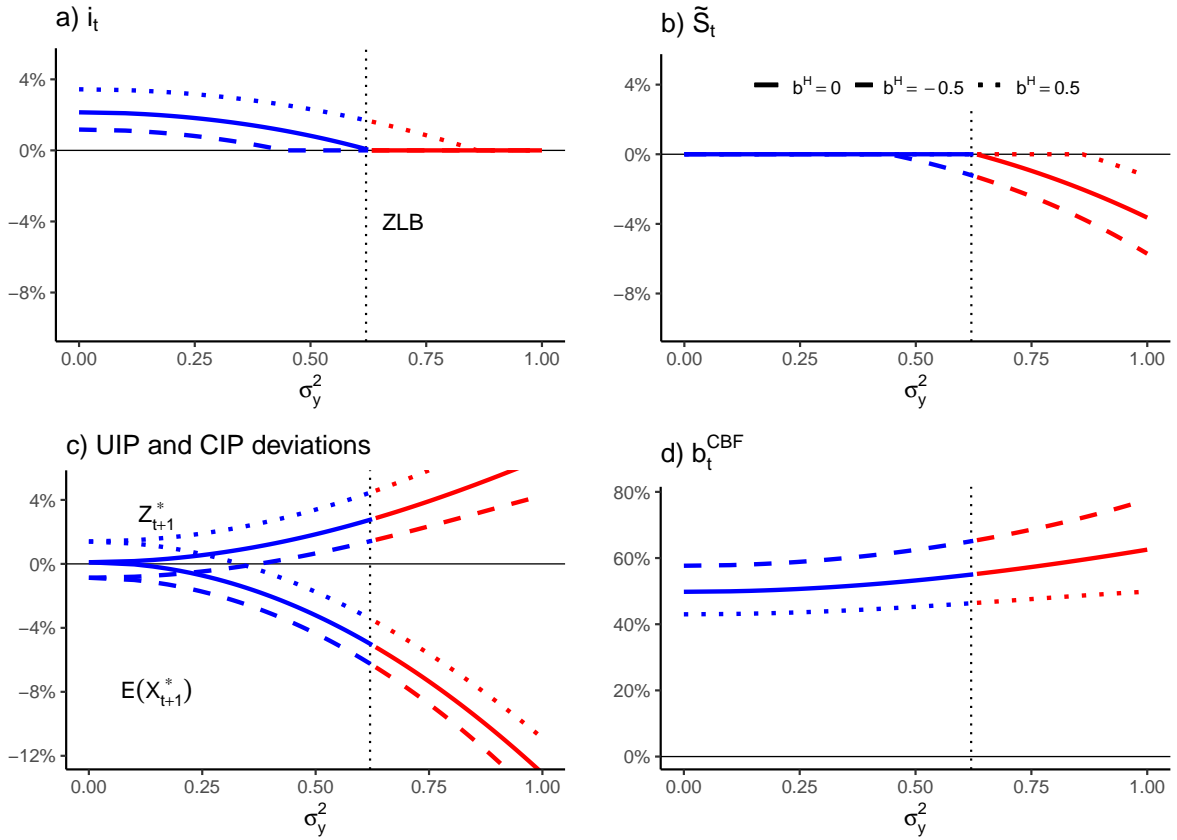 a) i_t
4%
0%
−4%
−8%
ZLB
0.00 0.25 0.50 0.75 1.00
σ_y^2
b) S̃_t
b^H = 0 b^H = −0.5 b^H = 0.5
4%
0%
−4%
−8%
0.00 0.25 0.50 0.75 1.00
σ_y^2
c) UIP and CIP deviations
4%
0%
−4%
−8%
−12%
Z_{t+1}^*
E(X_{t+1}^*)
0.00 0.25 0.50 0.75 1.00
σ_y^2
d) b_t^{CBF}
80%
60%
40%
20%
0%
0.00 0.25 0.50 0.75 1.00
σ_y^2